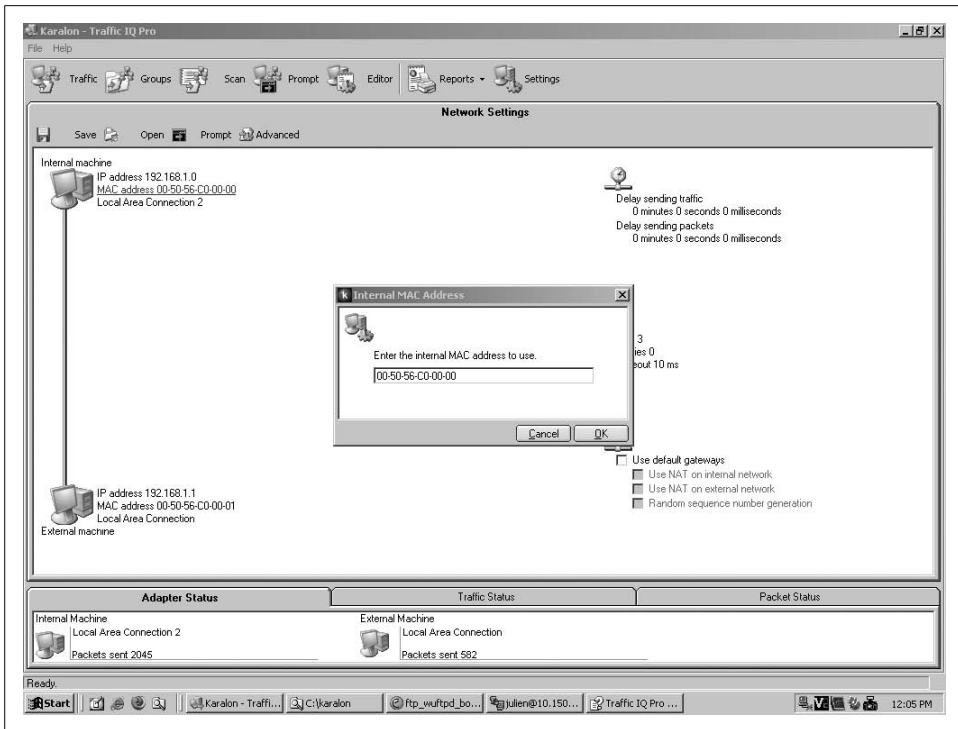 Karalon - Traffic IQ Pro
File Help
Traffic Groups Scan Prompt Editor Reports Settings
Network Settings
Save Open Prompt Advanced
Internal machine
IP address 192.168.1.0
MAC address 00-50-56-C0-00-00
Local Area Connection 2
Delay sending traffic
0 minutes 0 seconds 0 milliseconds
Delay sending packets
0 minutes 0 seconds 0 milliseconds
k Internal MAC Address
Enter the internal MAC address to use.
00-50-56-C0-00-00
Cancel OK
3
ies 0
eout 10 ms
Use default gateways
Use NAT on internal network
Use NAT on external network
Random sequence number generation
IP address 192.168.1.1
MAC address 00-50-56-C0-00-01
Local Area Connection
External machine
Adapter Status Traffic Status Packet Status
Internal Machine
Local Area Connection 2
Packets sent 2045
External Machine
Local Area Connection
Packets sent 582
Ready.
Start Karalon - Traffi... C:\karalon ftp_wuftpd_bo... julien@10.150... Traffic IQ Pro ... 12:05 PM